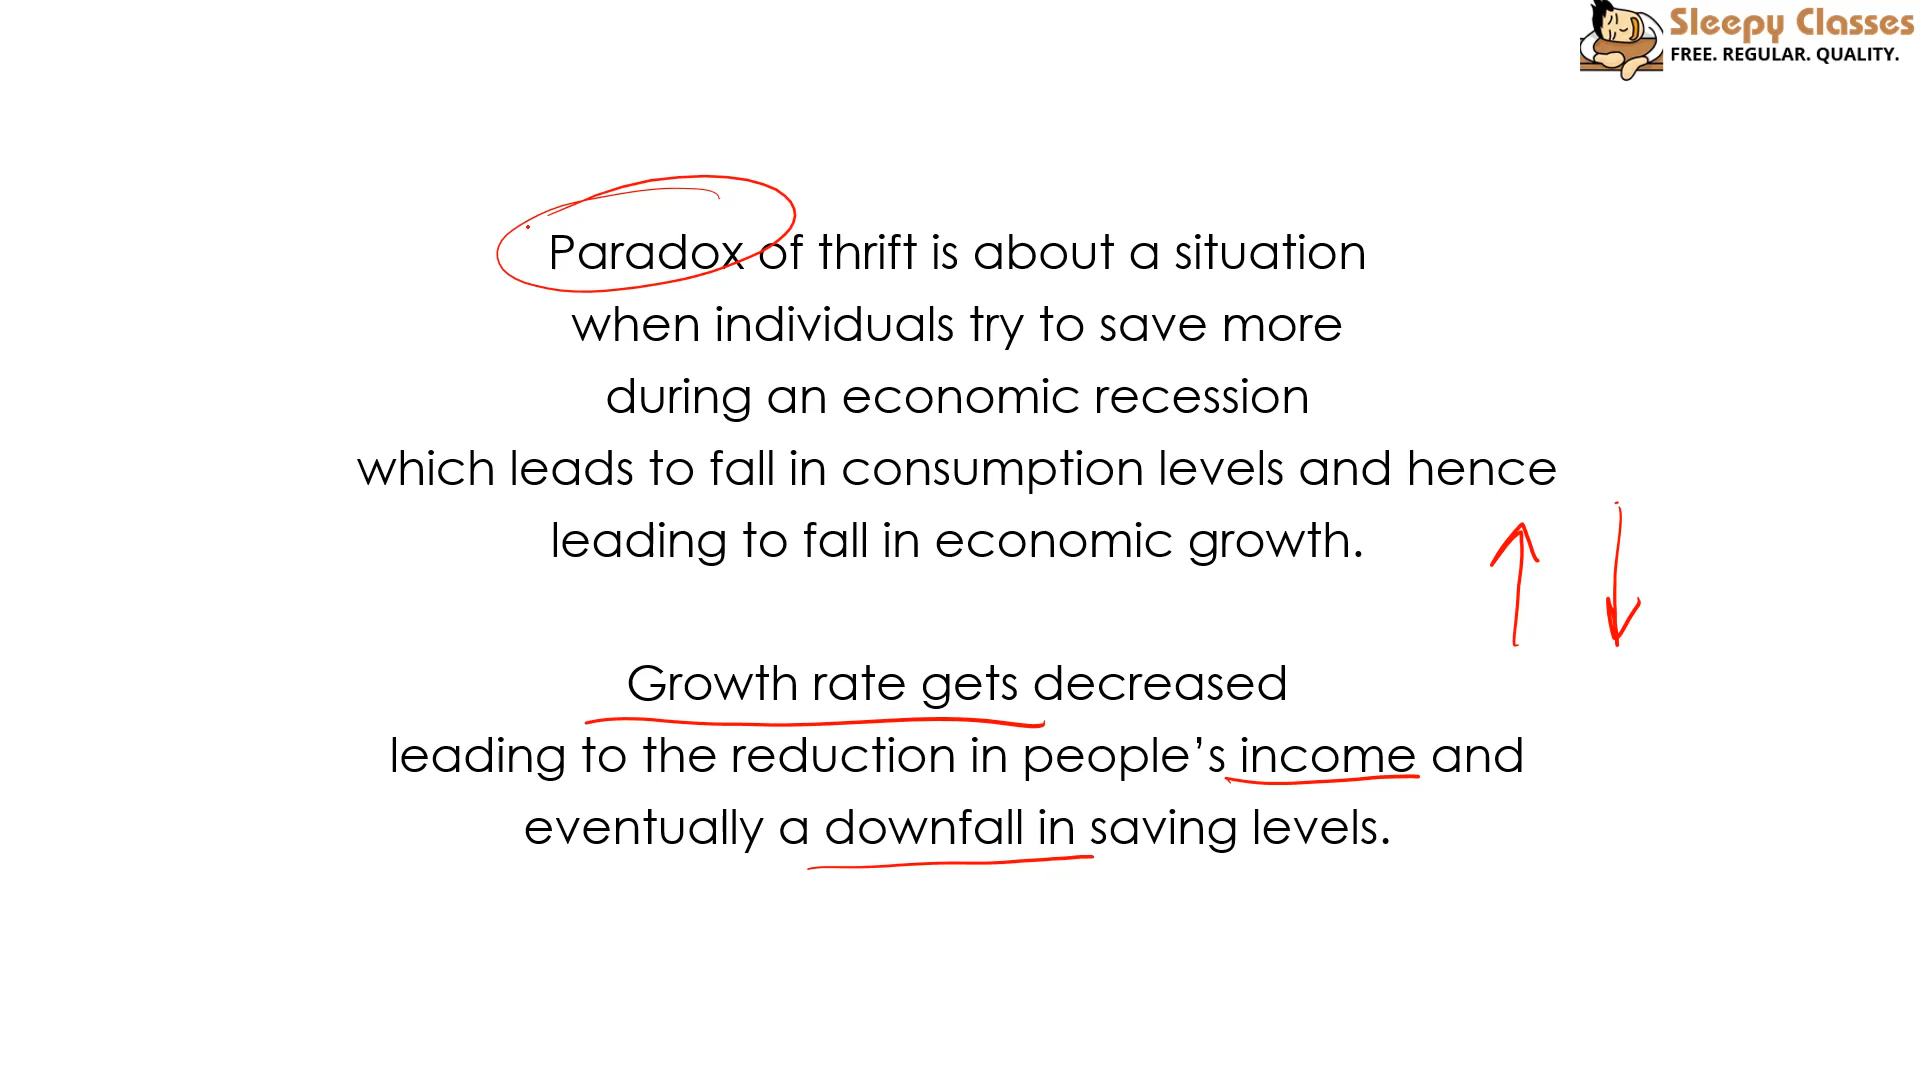 Sleepy Classes
FREE. REGULAR. QUALITY.
Paradox of thrift is about a situation
when individuals try to save more
during an economic recession
which leads to fall in consumption levels and hence
leading to fall in economic growth.
Growth rate gets decreased
leading to the reduction in people’s income and
eventually a downfall in saving levels.